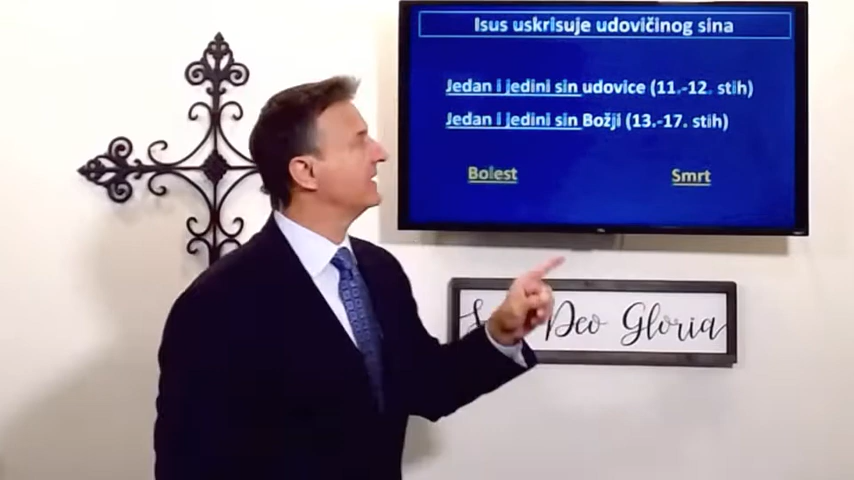 Isus uskrisuje udovičinog sina
Jedan i jedini sin udovice (11.-12. stih)
Jedan i jedini sin Božji (13.-17. stih)
Bolest Smrt
Deo Gloria